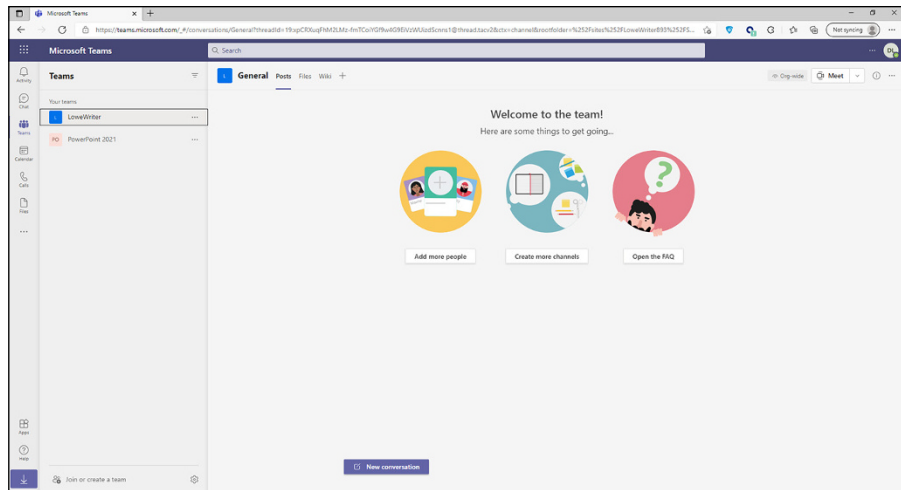 Microsoft Teams
Not syncing
Microsoft Teams
Search
DL
Activity
Chat
Teams
Calendar
Calls
Files
Apps
Help
Teams
Your teams
LoweWriter
PO PowerPoint 2021
Join or create a team
General Posts Files Wiki
Org-wide
Meet
Welcome to the team!
Here are some things to get going...
Add more people
Create more channels
Open the FAQ
New conversation